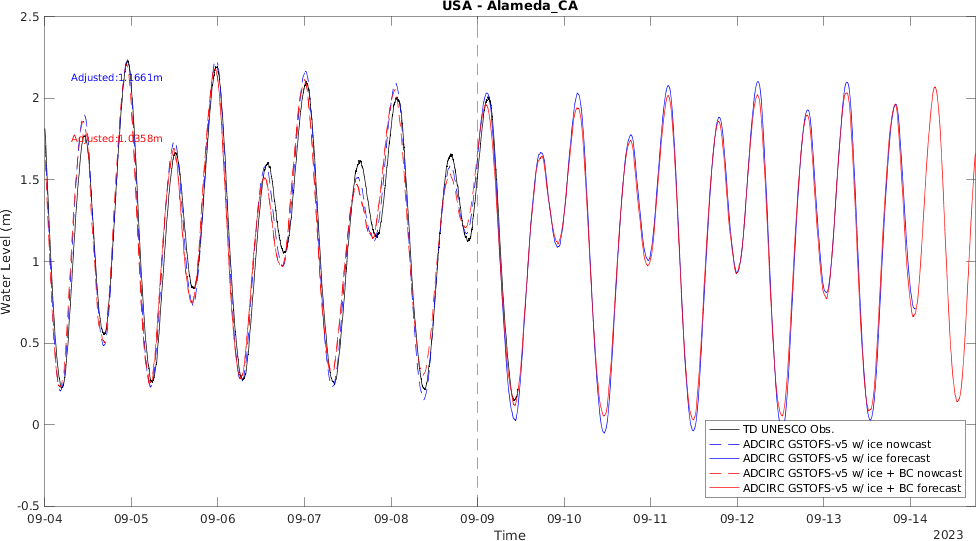 USA - Alameda_CA
2.5
2
1.5
1
0.5
0
-0.5
Water Level (m)
Adjusted:1.1661m
Adjusted:1.0358m
TD UNESCO Obs.
ADCIRC GSTOFS-v5 w/ ice nowcast
ADCIRC GSTOFS-v5 w/ ice forecast
ADCIRC GSTOFS-v5 w/ ice + BC nowcast
ADCIRC GSTOFS-v5 w/ ice + BC forecast
09-04 09-05 09-06 09-07 09-08 09-09 09-10 09-11 09-12 09-13 09-14
Time
2023